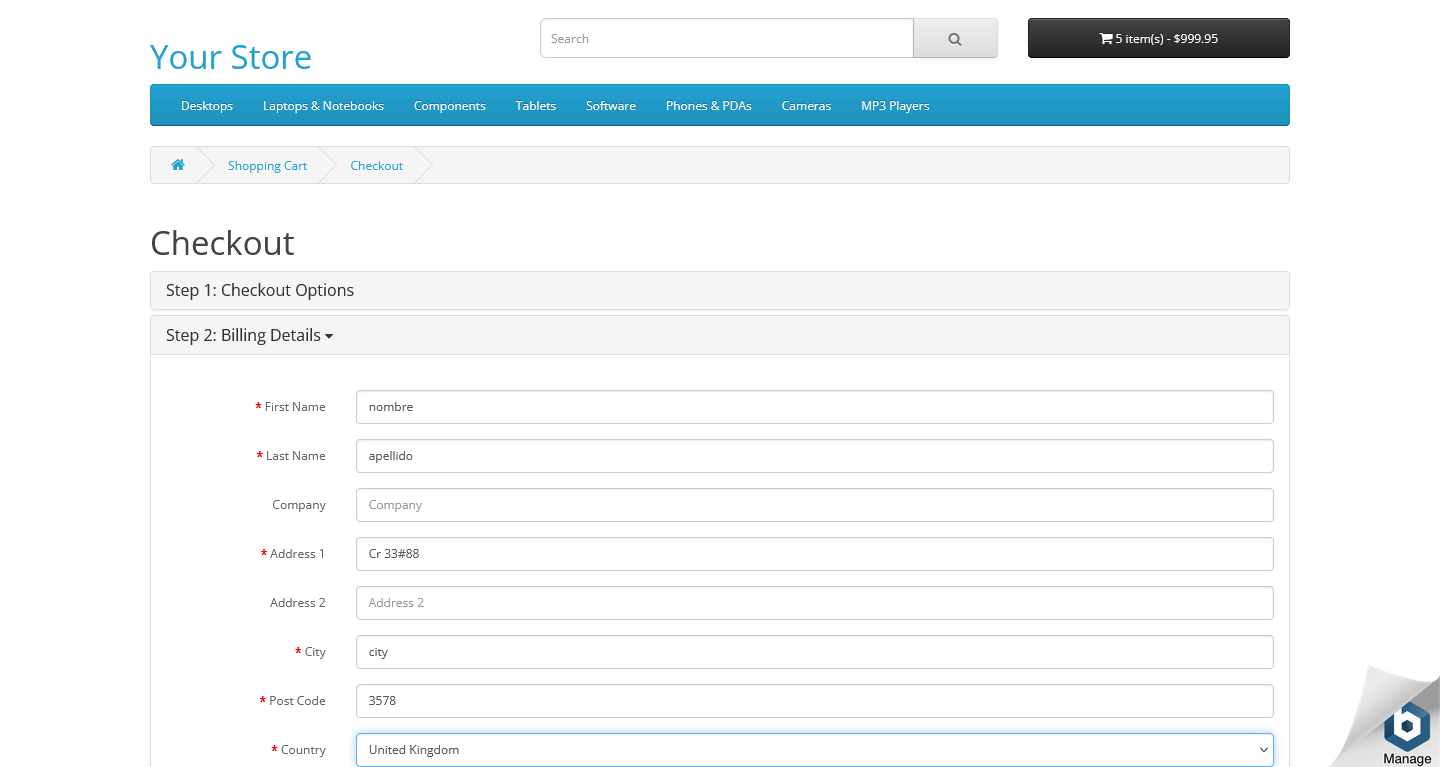 Search
5 item(s) - $999.95
Your Store
Desktops Laptops & Notebooks Components Tablets Software Phones & PDAs Cameras MP3 Players
Shopping Cart Checkout
Checkout
Step 1: Checkout Options
Step 2: Billing Details
* First Name nombre
* Last Name apellido
Company Company
* Address 1 Cr 33#88
Address 2 Address 2
* City city
* Post Code 3578
* Country United Kingdom
Manage